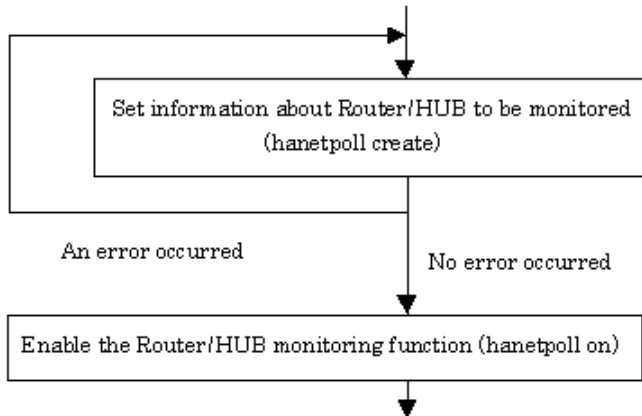 Set information about Router/HUB to be monitored
(hanetpoll create)
An error occurred
No error occurred
Enable the Router/HUB monitoring function (hanetpoll on)